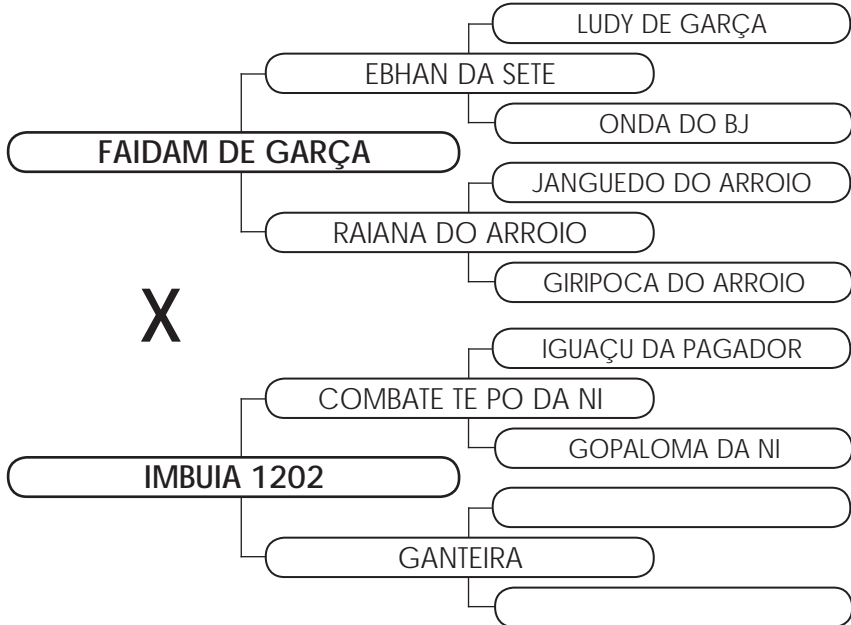 LUDY DE GARÇA
EBHAN DA SETE
ONDA DO BJ
FAIDAM DE GARÇA
JANGUEDO DO ARROIO
RAIANA DO ARROIO
GIRIPOCA DO ARROIO
X
IGUAÇU DA PAGADOR
COMBATE TE PO DA NI
GOPALOMA DA NI
IMBUIA 1202
GANTEIRA